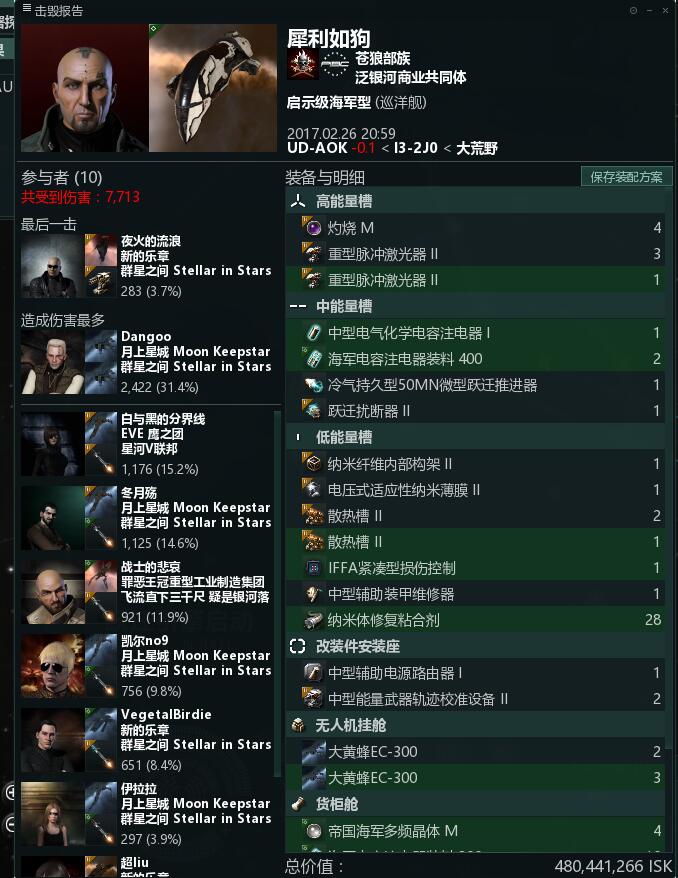 击毁报告
犀利如狗
苍狼部族
泛银河商业共同体
启示级海军型 (巡洋舰)
2017.02.26 20:59
UD-AOK -0.1 < I3-2J0 < 大荒野
参与者 (10)
共受到伤害：7,713
最后一击
夜火的流浪
新的乐章
群星之间 Stellar in Stars
283 (3.7%)
造成伤害最多
Dangoo
月上星城 Moon Keepstar
群星之间 Stellar in Stars
2,422 (31.4%)
白与黑的分界线
EVE 鹰之团
星河V联邦
1,176 (15.2%)
冬月殇
月上星城 Moon Keepstar
群星之间 Stellar in Stars
1,125 (14.6%)
战士的悲哀
罪恶王冠重型工业制造集团
飞流直下三千尺 疑是银河落
921 (11.9%)
凯尔no9
月上星城 Moon Keepstar
群星之间 Stellar in Stars
756 (9.8%)
VegetalBirdie
新的乐章
群星之间 Stellar in Stars
651 (8.4%)
伊拉拉
月上星城 Moon Keepstar
群星之间 Stellar in Stars
297 (3.9%)
超liu
新的乐章
装备与明细
保存装配方案
高能量槽
灼烧 M 4
重型脉冲激光器 II 3
重型脉冲激光器 II 1
中能量槽
中型电气化学电容注电器 I 1
海军电容注电器装料 400 2
冷气持久型50MN微型跃迁推进器 1
跃迁扰断器 II 1
低能量槽
纳米纤维内部构架 II 1
电压式适应性纳米薄膜 II 1
散热槽 II 2
散热槽 II 1
IFFA紧凑型损伤控制 1
中型辅助装甲维修器 1
纳米体修复粘合剂 28
改装件安装座
中型辅助电源路由器 I 1
中型能量武器轨迹校准设备 II 2
无人机挂舱
大黄蜂EC-300 2
大黄蜂EC-300 3
货柜舱
帝国海军多频晶体 M 4
总价值： 480,441,266 ISK